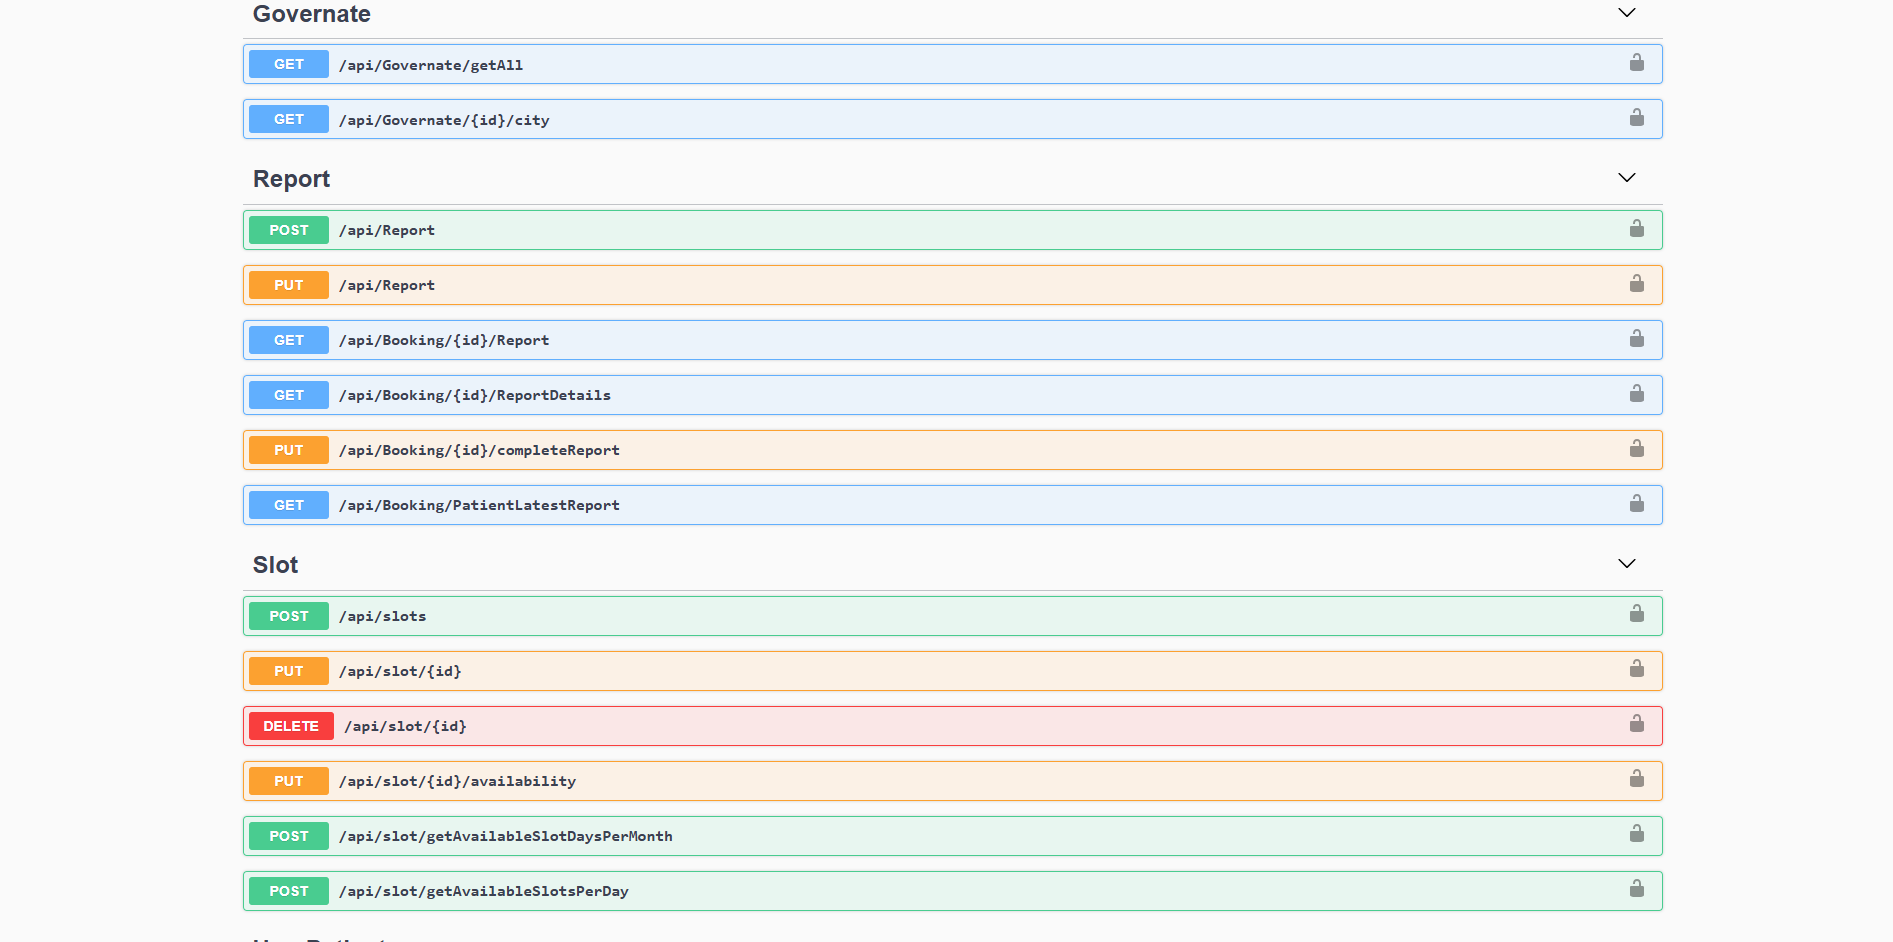 Governate
GET /api/Governate/getAll
GET /api/Governate/{id}/city
Report
POST /api/Report
PUT /api/Report
GET /api/Booking/{id}/Report
GET /api/Booking/{id}/ReportDetails
PUT /api/Booking/{id}/completeReport
GET /api/Booking/PatientLatestReport
Slot
POST /api/slots
PUT /api/slot/{id}
DELETE /api/slot/{id}
PUT /api/slot/{id}/availability
POST /api/slot/getAvailableSlotDaysPerMonth
POST /api/slot/getAvailableSlotsPerDay